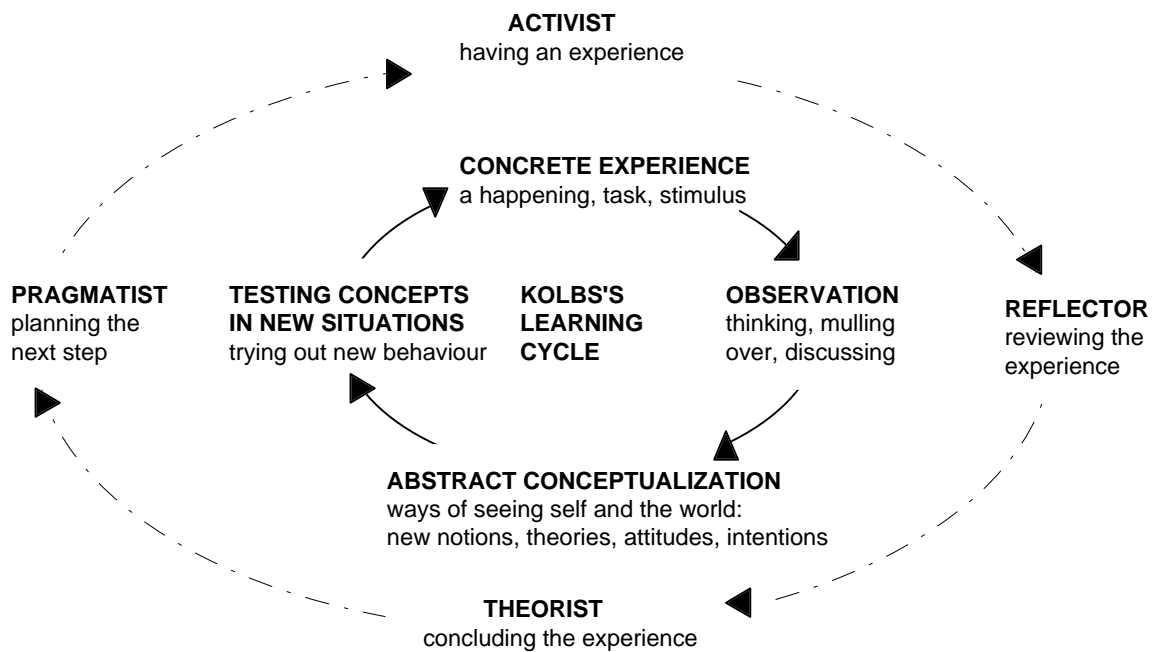 ACTIVIST
having an experience
CONCRETE EXPERIENCE
a happening, task, stimulus
PRAGMATIST
planning the
next step
TESTING CONCEPTS
IN NEW SITUATIONS
trying out new behaviour
KOLBS'S
LEARNING
CYCLE
OBSERVATION
thinking, mulling
over, discussing
REFLECTOR
reviewing the
experience
ABSTRACT CONCEPTUALIZATION
ways of seeing self and the world:
new notions, theories, attitudes, intentions
THEORIST
concluding the experience